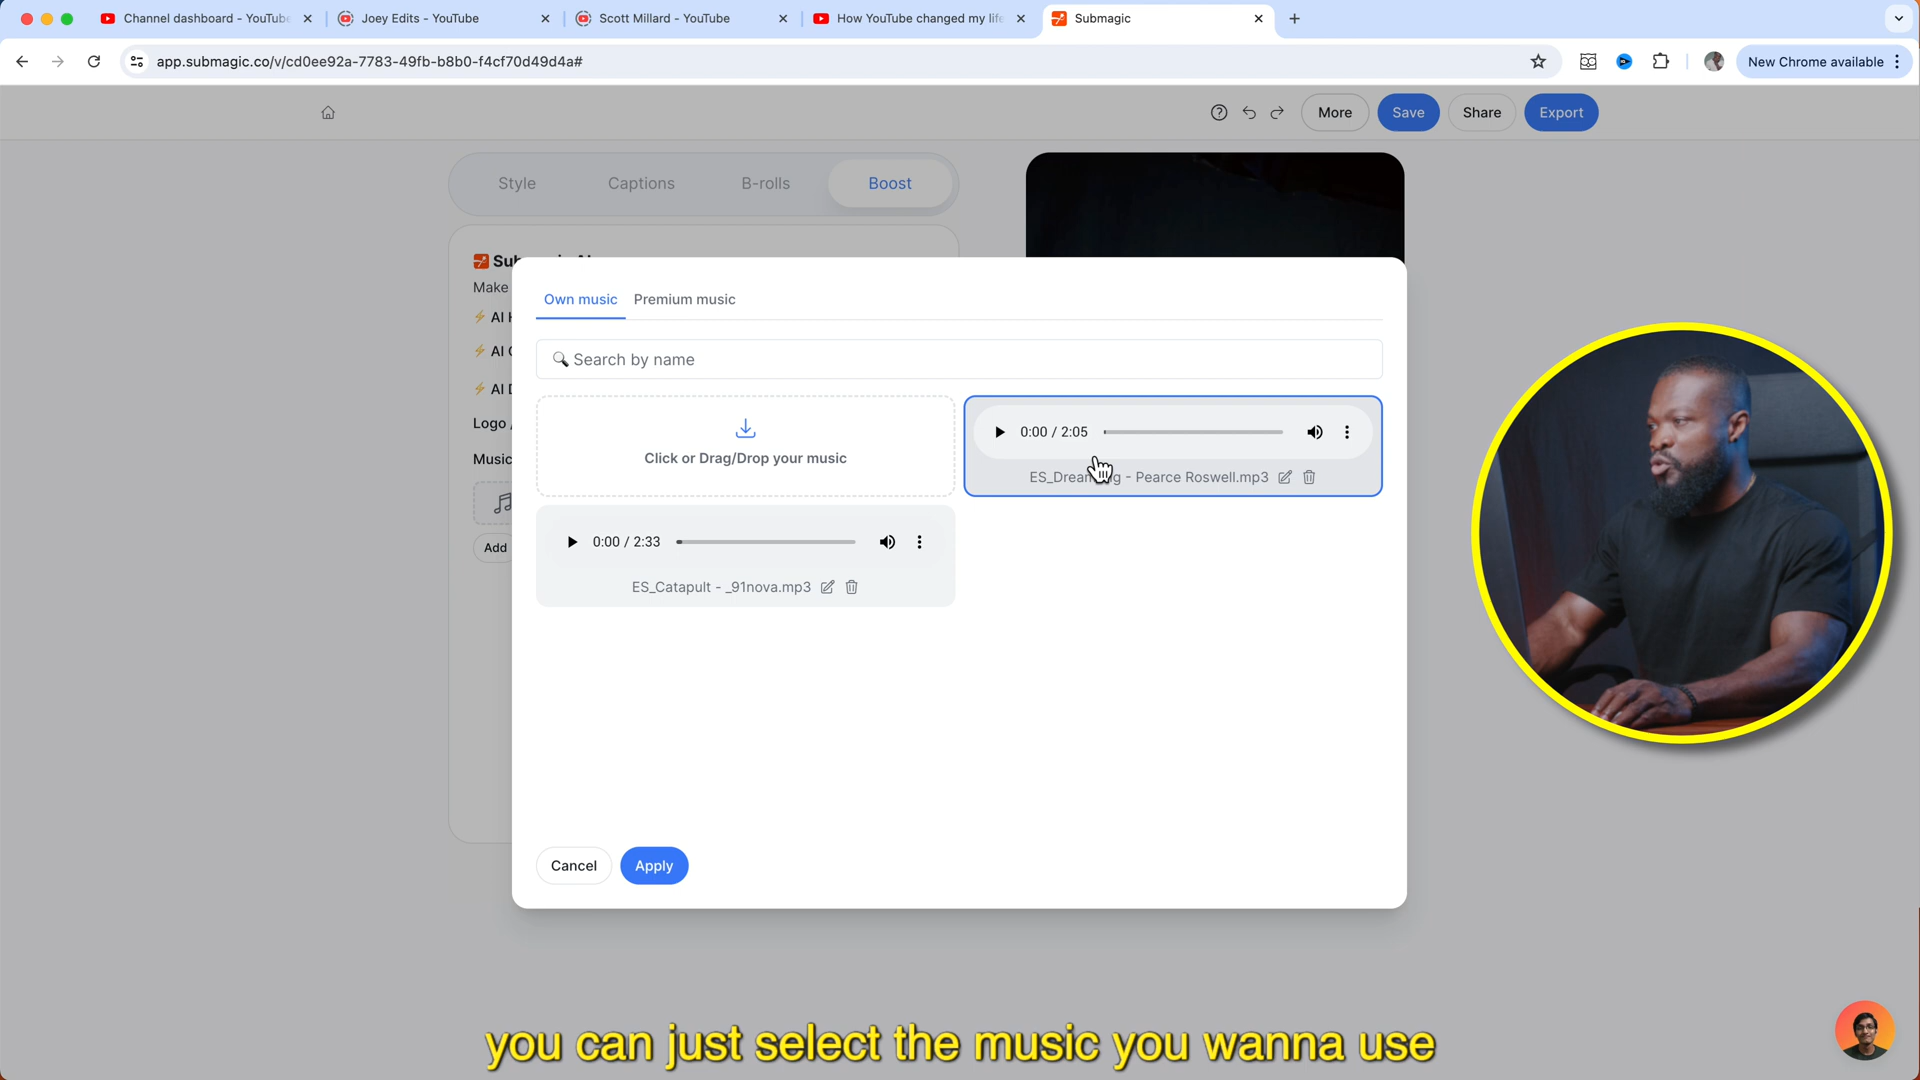 Channel dashboard - YouTube
Joey Edits - YouTube
Scott Millard - YouTube
How YouTube changed my life
Submagic
app.submagic.co/v/cd0ee92a-7783-49fb-b8b0-f4cf70d49d4a#
New Chrome available
More
Save
Share
Export
Style
Captions
B-rolls
Boost
Make
AI
AI
Logo
Music
Add
Own music
Premium music
Search by name
Click or Drag/Drop your music
0:00 / 2:05
- Pearce Roswell.mp3
0:00 / 2:33
ES_Catapult - _91nova.mp3
Cancel
Apply
you can just select the music you wanna use